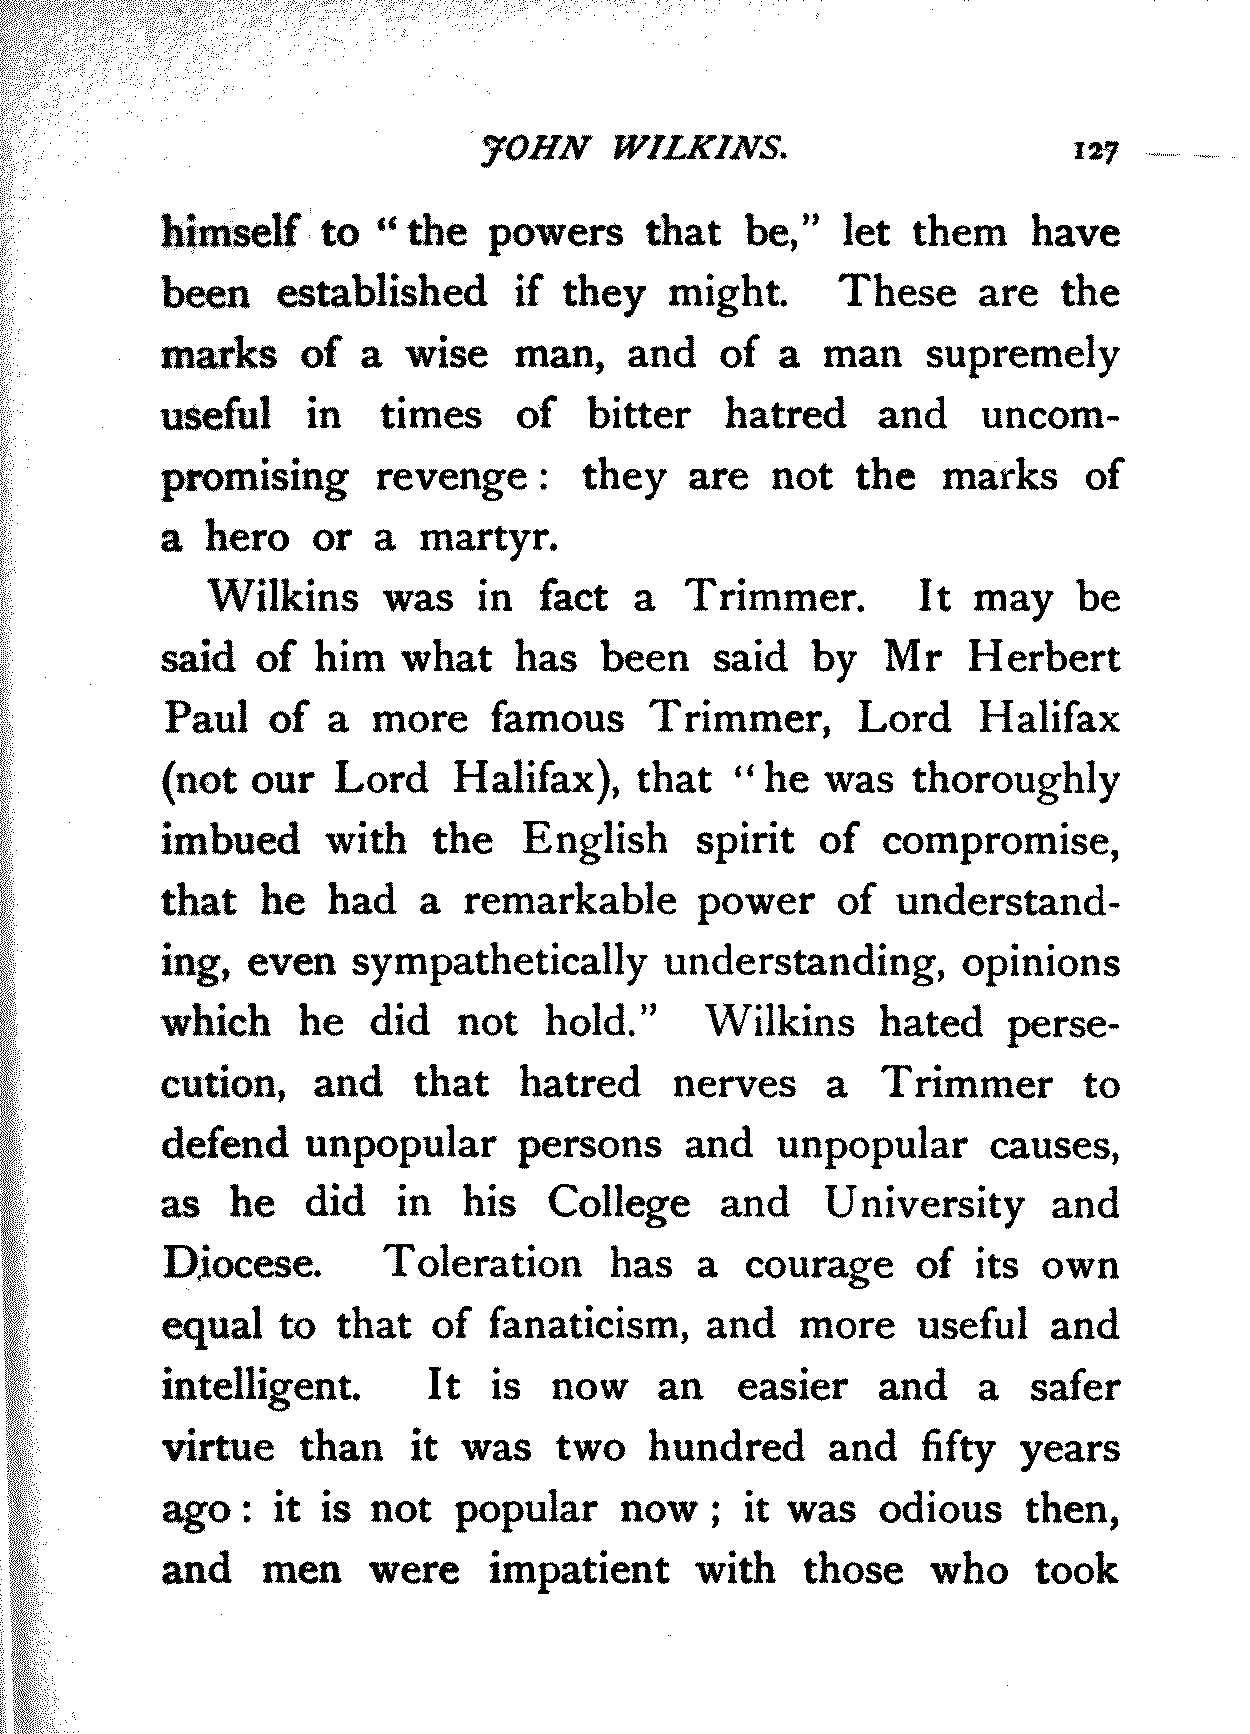 JOHN WILKINS. 127
himself to “the powers that be,” let them have
been established if they might. These are the
marks of a wise man, and of a man supremely
useful in times of bitter hatred and uncom-
promising revenge: they are not the marks of
a hero or a martyr.
Wilkins was in fact a Trimmer. It may be
said of him what has been said by Mr Herbert
Paul of a more famous Trimmer, Lord Halifax
(not our Lord Halifax), that “he was thoroughly
imbued with the English spirit of compromise,
that he had a remarkable power of understand-
ing, even sympathetically understanding, opinions
which he did not hold.” Wilkins hated perse-
cution, and that hatred nerves a Trimmer to
defend unpopular persons and unpopular causes,
as he did in his College and University and
Diocese. Toleration has a courage of its own
equal to that of fanaticism, and more useful and
intelligent. It is now an easier and a safer
virtue than it was two hundred and fifty years
ago: it is not popular now; it was odious then,
and men were impatient with those who took